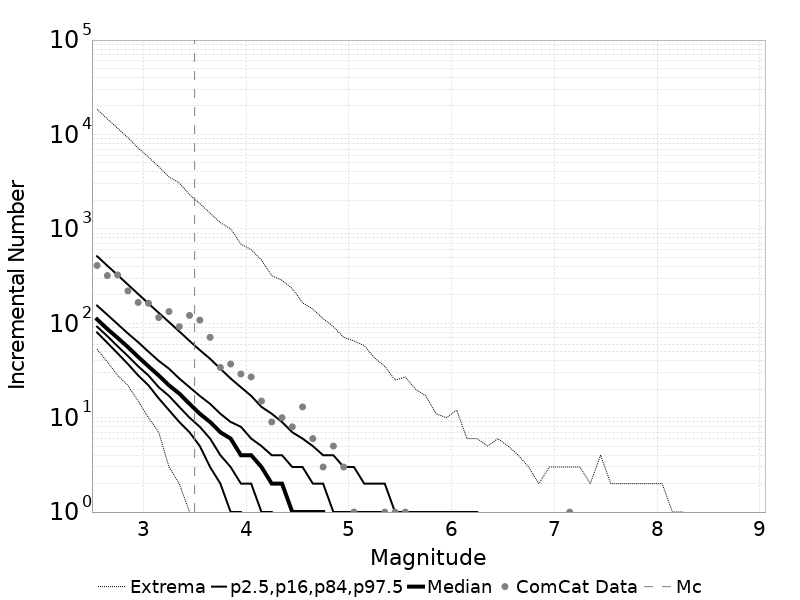 10^5
10^4
10^3
10^2
10^1
10^0
Incremental Number
3 4 5 6 7 8 9
Magnitude
Extrema p2.5,p16,p84,p97.5 Median ComCat Data Mc